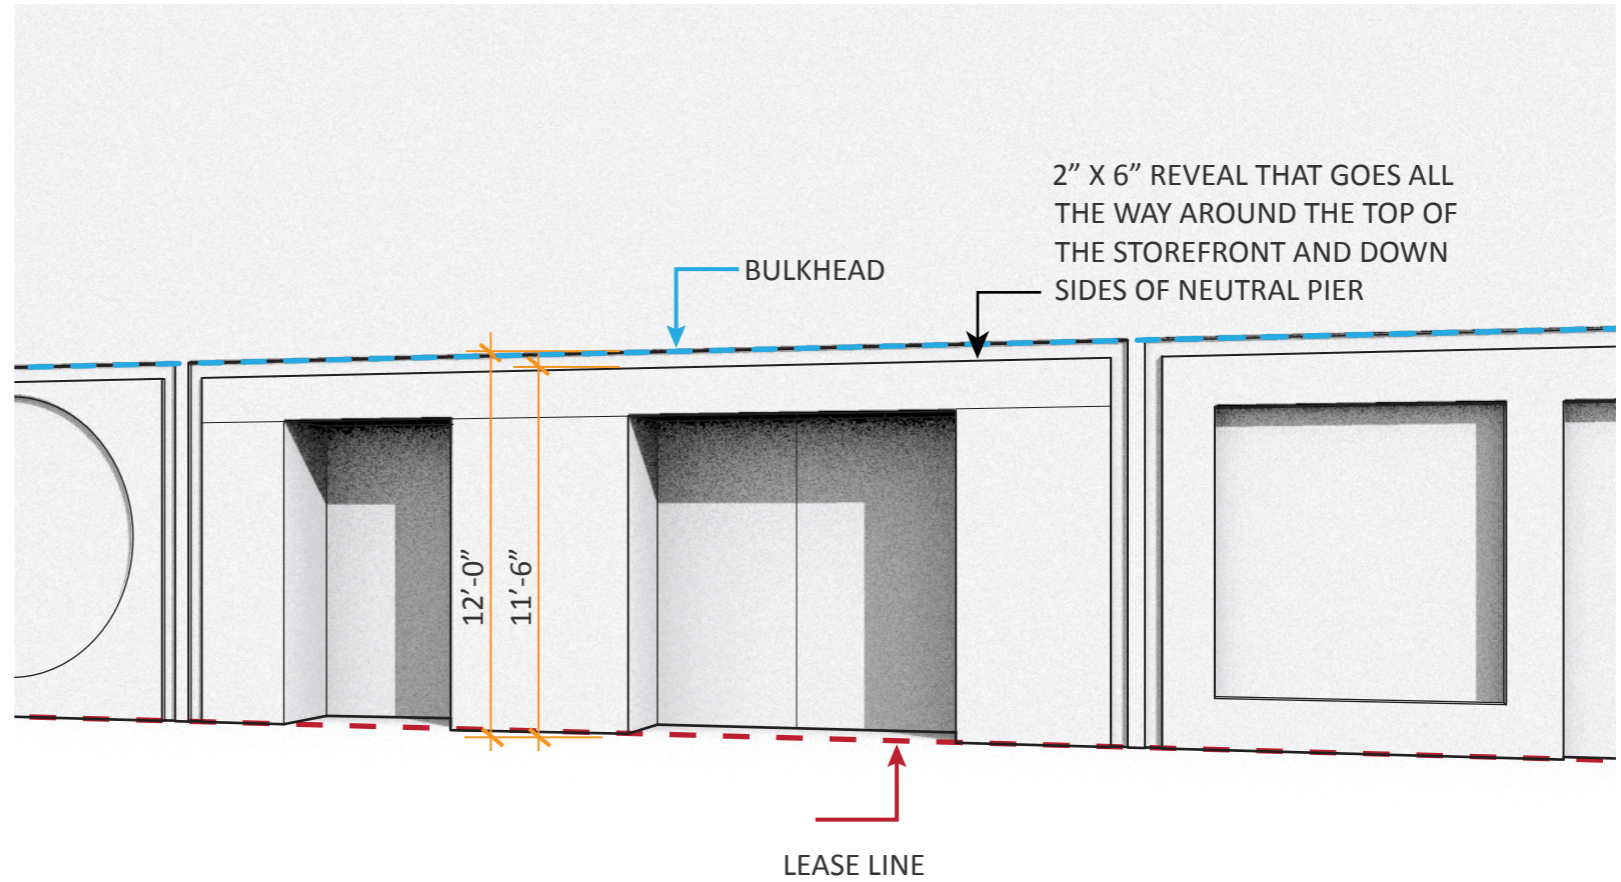 2” X 6” REVEAL THAT GOES ALL
THE WAY AROUND THE TOP OF
THE STOREFRONT AND DOWN
SIDES OF NEUTRAL PIER
BULKHEAD
12’-0”
11’-6”
LEASE LINE